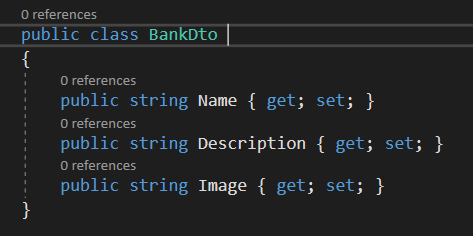 0 references
public class BankDto
{
0 references
public string Name { get; set; }
0 references
public string Description { get; set; }
0 references
public string Image { get; set; }
}